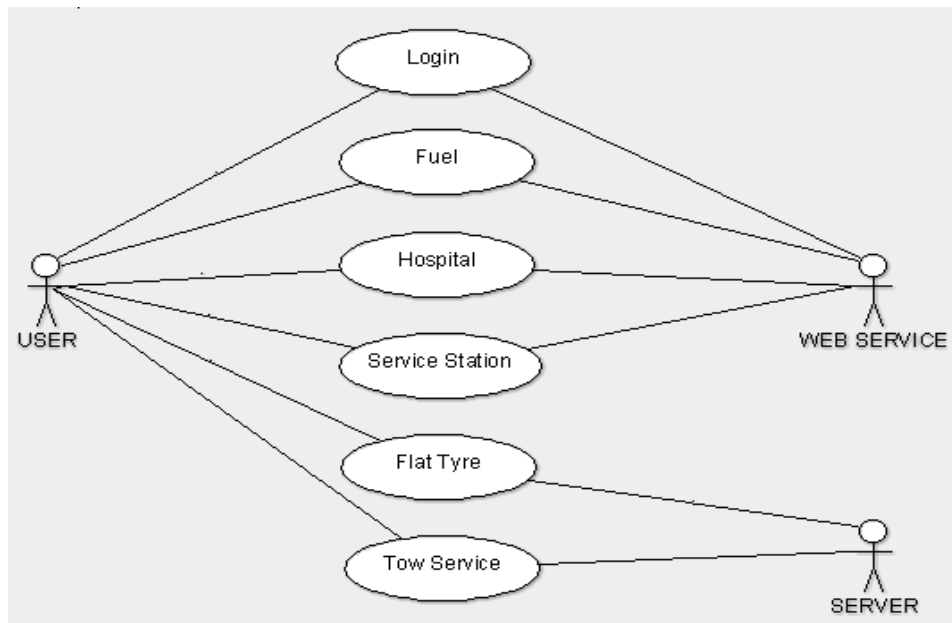 Login
Fuel
Hospital
USER
WEB SERVICE
Service Station
Flat Tyre
Tow Service
SERVER